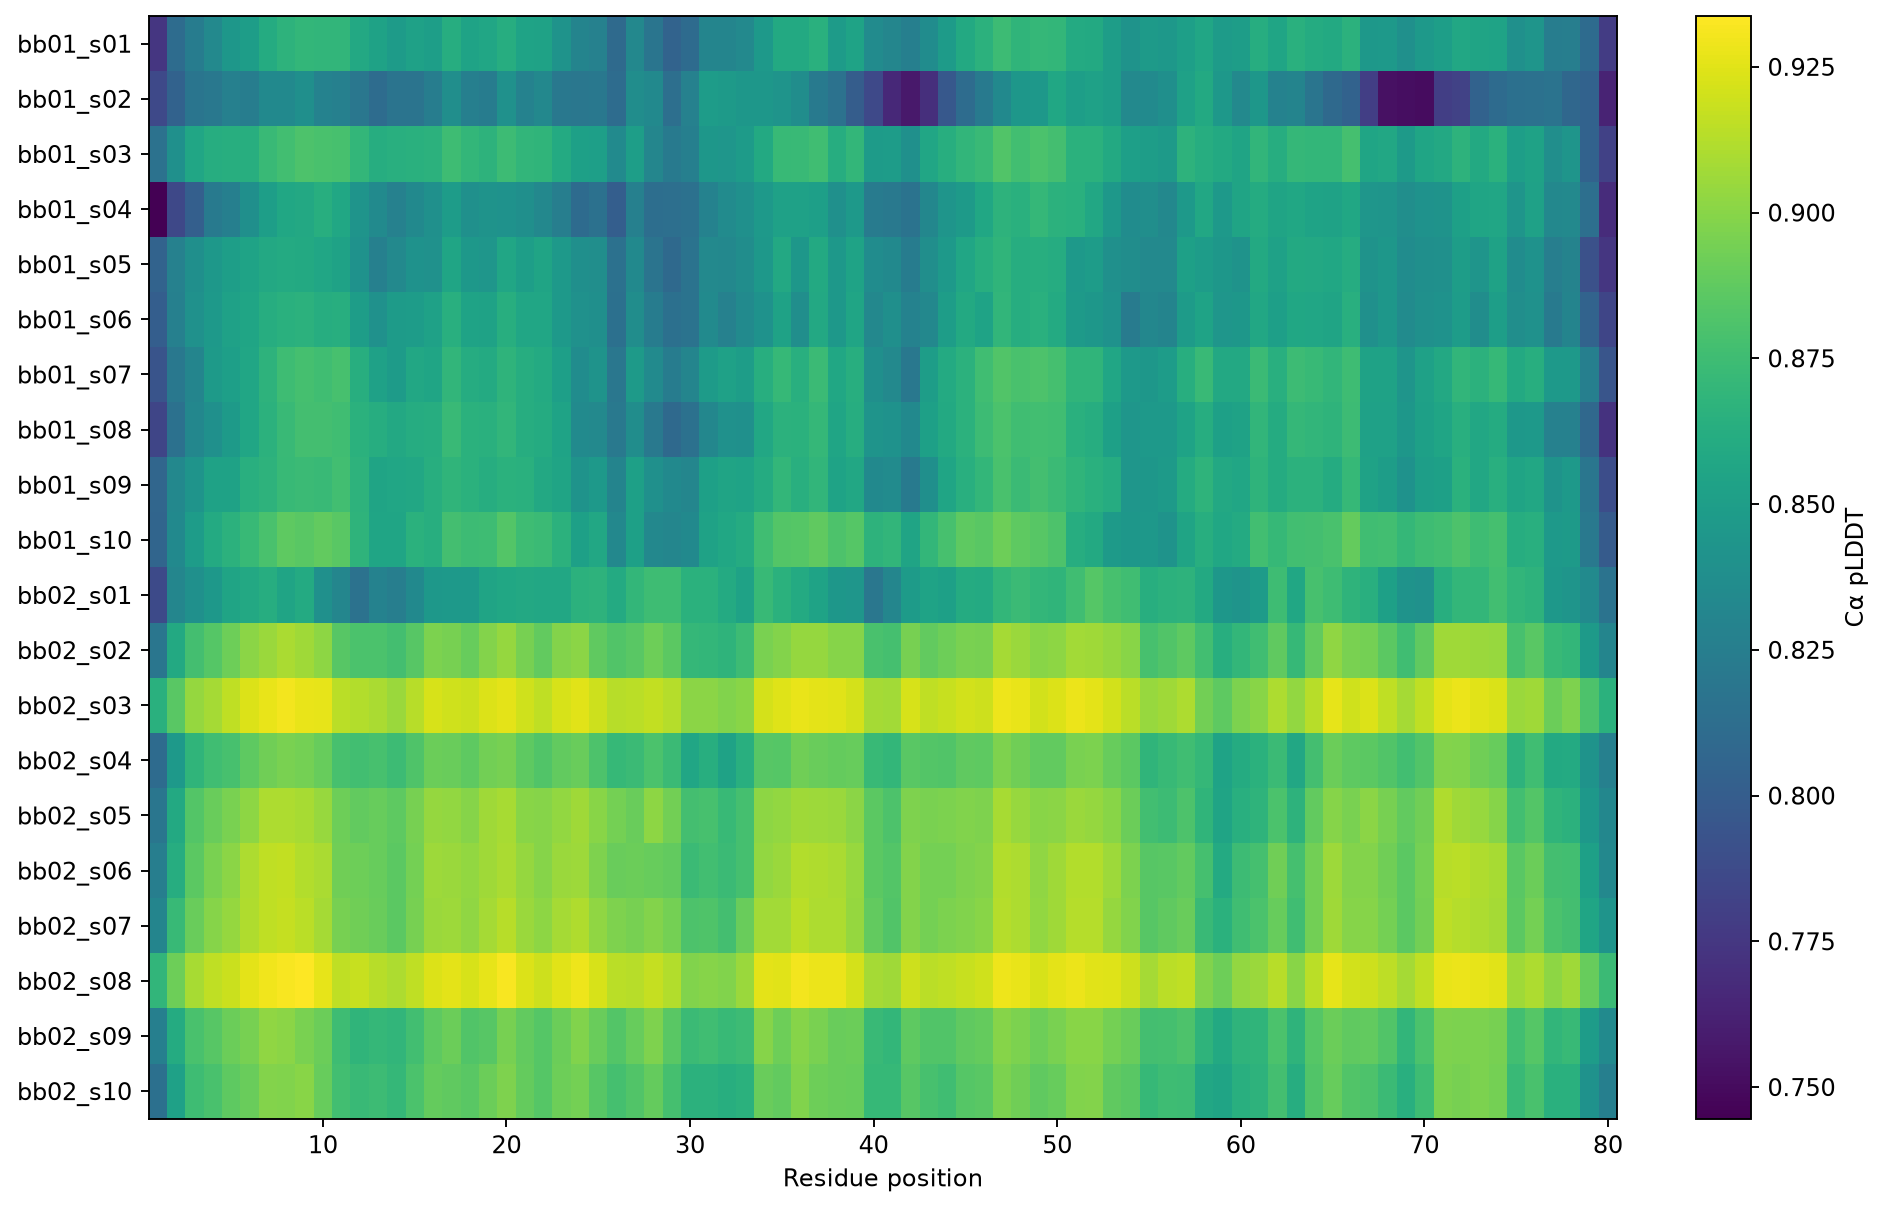 bb01_s01
bb01_s02
bb01_s03
bb01_s04
bb01_s05
bb01_s06
bb01_s07
bb01_s08
bb01_s09
bb01_s10
bb02_s01
bb02_s02
bb02_s03
bb02_s04
bb02_s05
bb02_s06
bb02_s07
bb02_s08
bb02_s09
bb02_s10
10 20 30 40 50 60 70 80
Residue position
0.925
0.900
0.875
0.850
0.825
0.800
0.775
0.750
Cα pLDDT